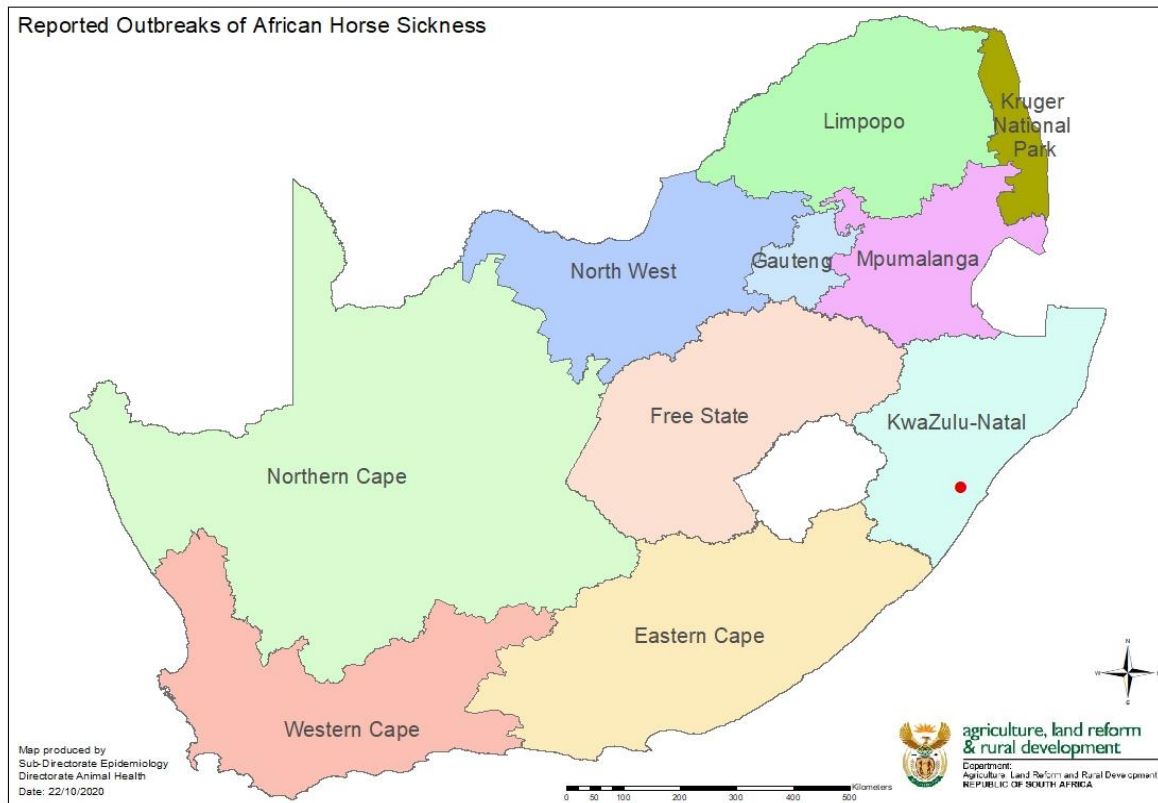 Reported Outbreaks of African Horse Sickness
Limpopo
Kruger
National
Park
North West
Gauteng
Mpumalanga
Free State
KwaZulu-Natal
Northern Cape
Eastern Cape
Western Cape
N
W
S
Map produced by
Sub-Directorate Epidemiology
Directorate Animal Health
Date: 22/10/2020
Kilometers
0 50 100 200 300 400 500
agriculture, land reform
& rural development
Department:
Agriculture, Land Reform and Rural Development
REPUBLIC OF SOUTH AFRICA